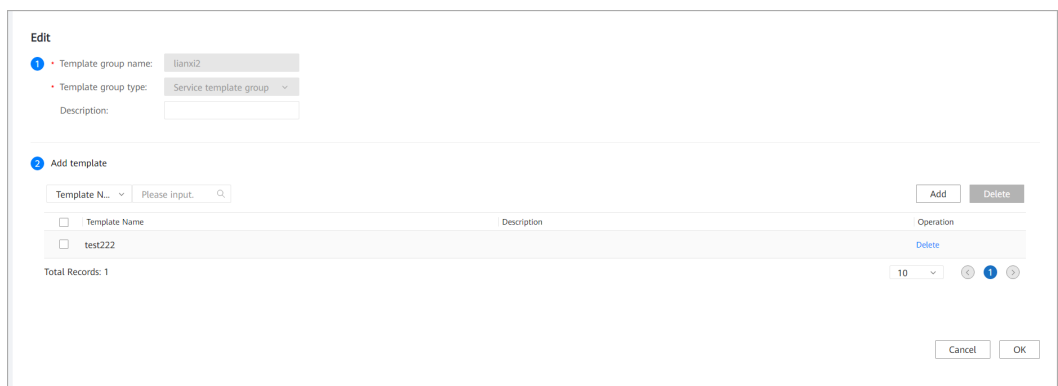 Edit
1 * Template group name: lianxi2
* Template group type: Service template group
Description:
2 Add template
Template N... Please input. Add Delete
Template Name Description Operation
test222 Delete
Total Records: 1 10 1
Cancel OK